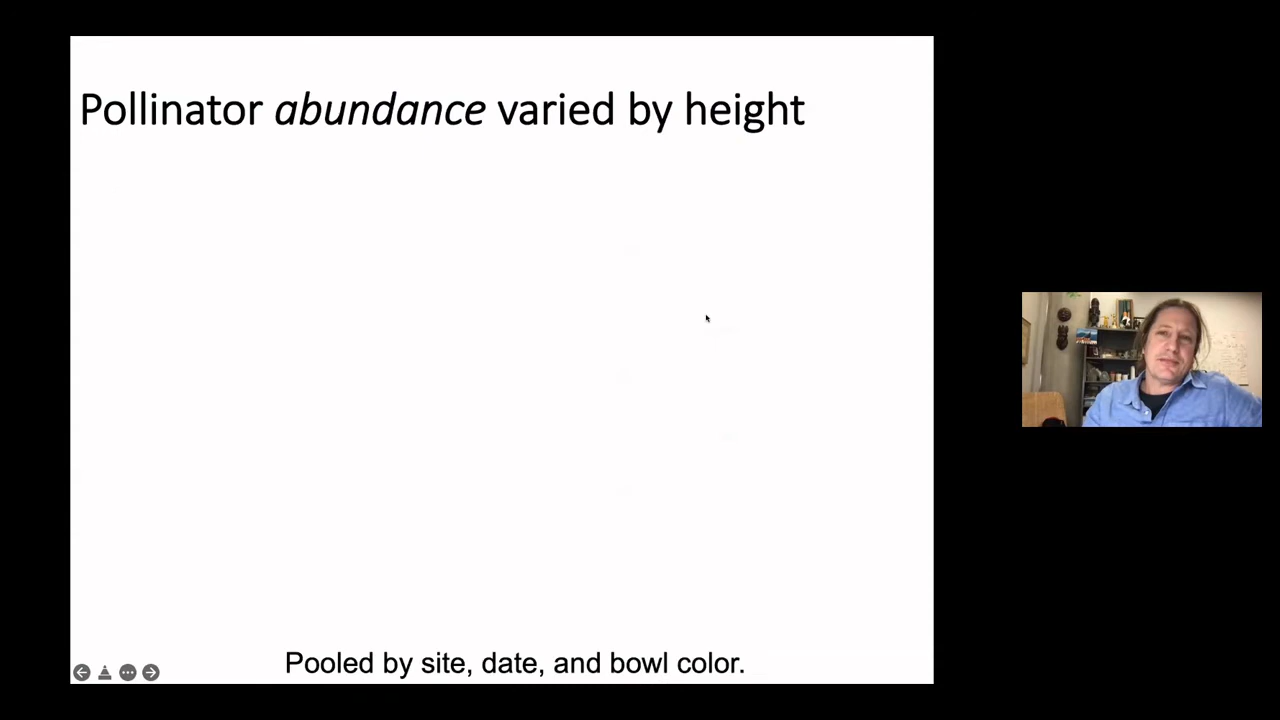 Pollinator abundance varied by height
Pooled by site, date, and bowl color.